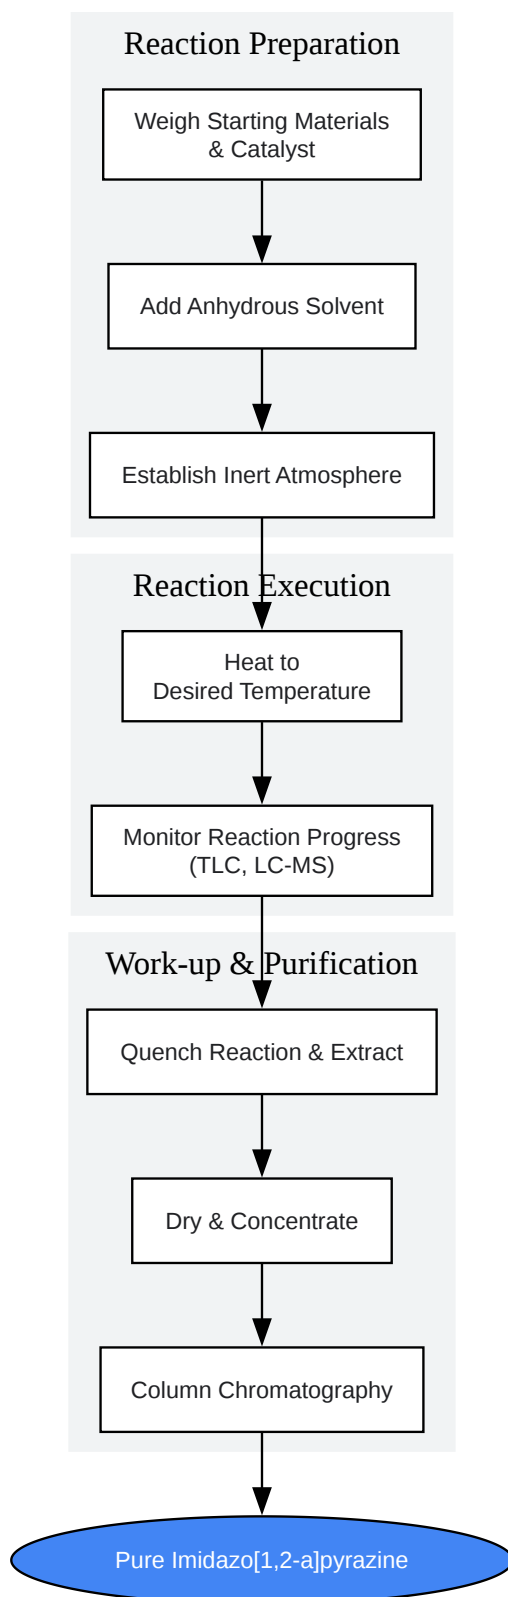 Reaction Preparation
Weigh Starting Materials
& Catalyst
Add Anhydrous Solvent
Establish Inert Atmosphere
Reaction Execution
Heat to
Desired Temperature
Monitor Reaction Progress
(TLC, LC-MS)
Work-up & Purification
Quench Reaction & Extract
Dry & Concentrate
Column Chromatography
Pure Imidazo[1,2-a]pyrazine